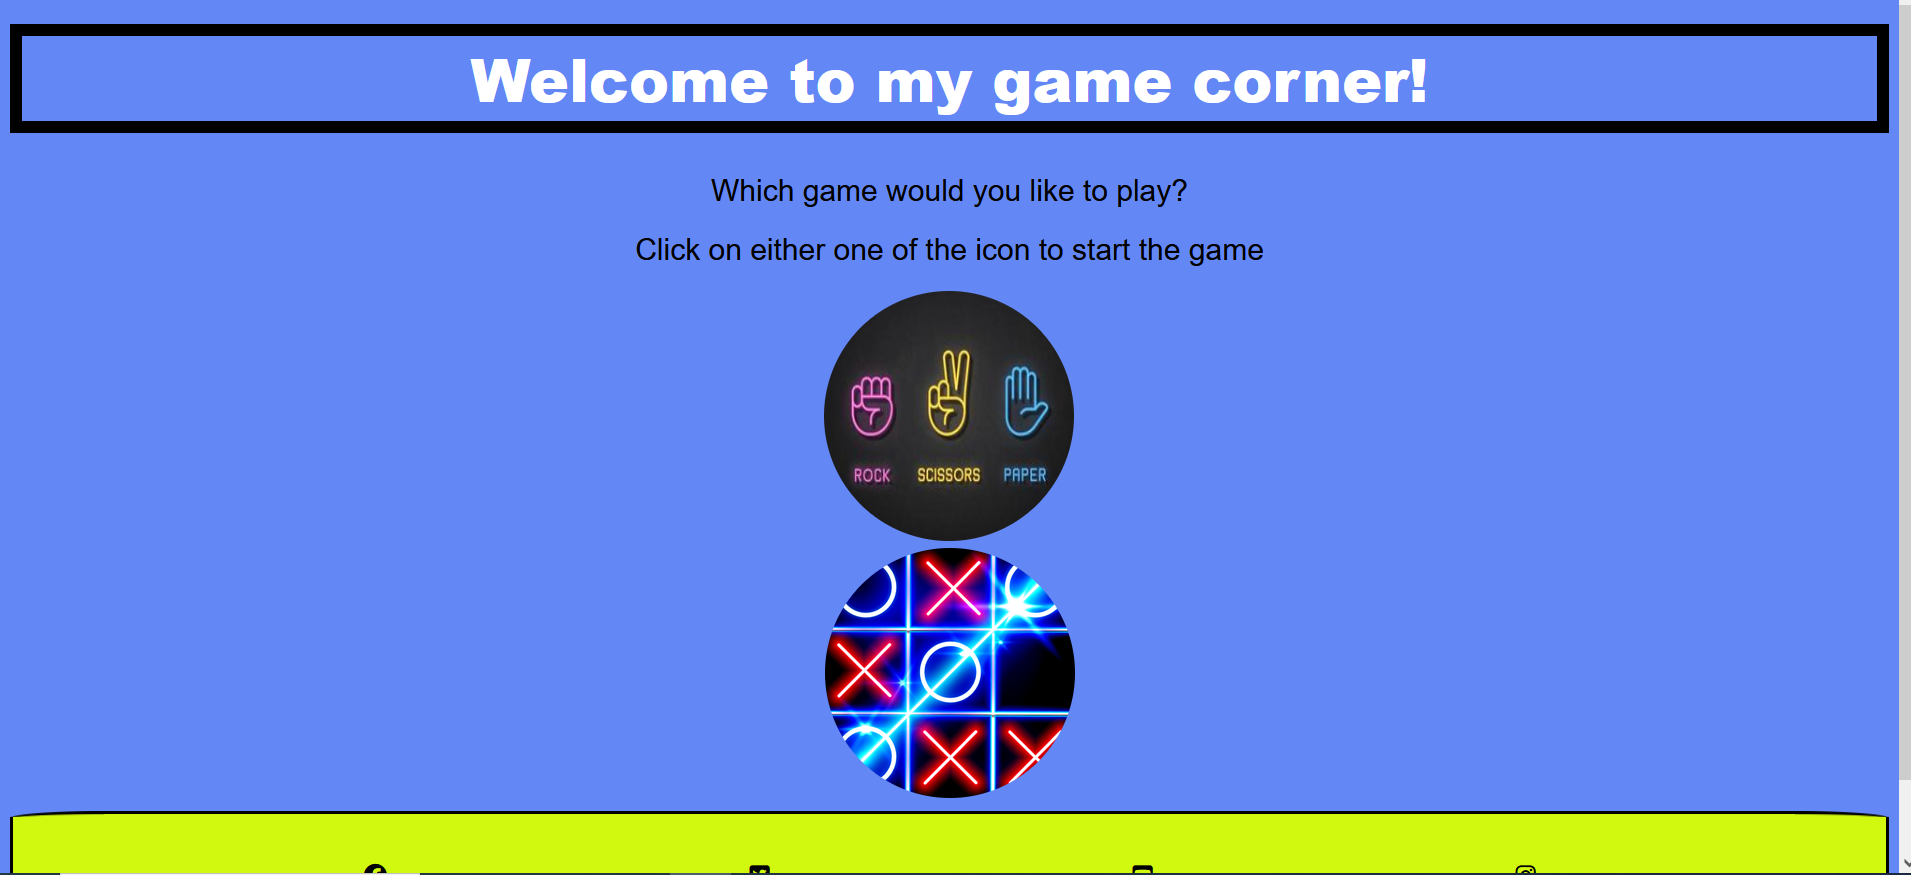 Welcome to my game corner!
Which game would you like to play?
Click on either one of the icon to start the game
ROCK SCISSORS PAPER